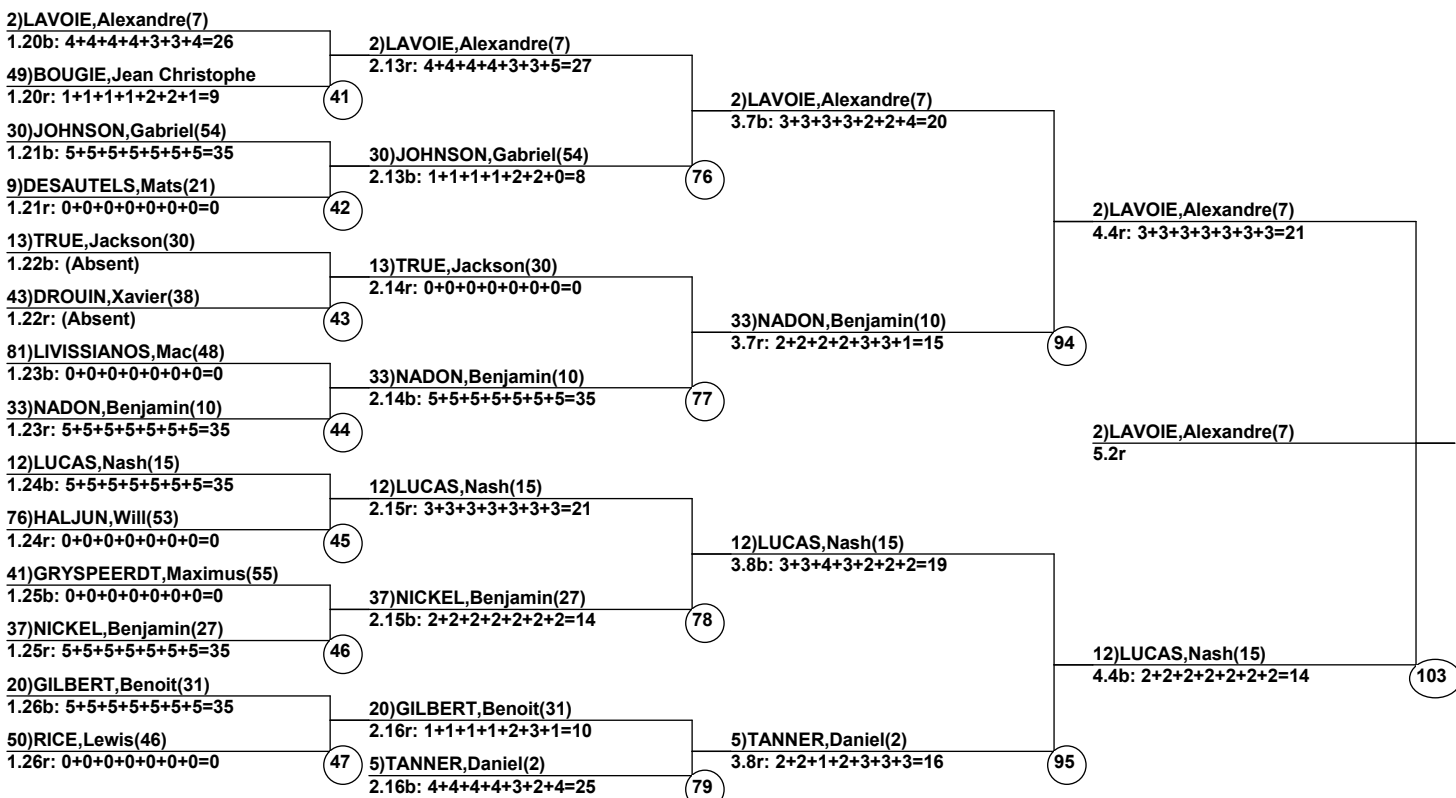 2)LAVOIE,Alexandre(7)
1.20b: 4+4+4+4+3+3+4=26
49)BOUGIE,Jean Christophe
1.20r: 1+1+1+1+2+2+1=9
41
30)JOHNSON,Gabriel(54)
1.21b: 5+5+5+5+5+5+5=35
9)DESAUTELS,Mats(21)
1.21r: 0+0+0+0+0+0+0=0
42
13)TRUE,Jackson(30)
1.22b: (Absent)
43)DROUIN,Xavier(38)
1.22r: (Absent)
43
81)LIVISSIANOS,Mac(48)
1.23b: 0+0+0+0+0+0+0=0
33)NADON,Benjamin(10)
1.23r: 5+5+5+5+5+5+5=35
44
12)LUCAS,Nash(15)
1.24b: 5+5+5+5+5+5+5=35
76)HALJUN,Will(53)
1.24r: 0+0+0+0+0+0+0=0
45
41)GRYSPEERDT,Maximus(55)
1.25b: 0+0+0+0+0+0+0=0
37)NICKEL,Benjamin(27)
1.25r: 5+5+5+5+5+5+5=35
46
20)GILBERT,Benoit(31)
1.26b: 5+5+5+5+5+5+5=35
50)RICE,Lewis(46)
1.26r: 0+0+0+0+0+0+0=0
47
2)LAVOIE,Alexandre(7)
2.13r: 4+4+4+4+3+3+5=27
30)JOHNSON,Gabriel(54)
2.13b: 1+1+1+1+2+2+0=8
76
13)TRUE,Jackson(30)
2.14r: 0+0+0+0+0+0+0=0
33)NADON,Benjamin(10)
2.14b: 5+5+5+5+5+5+5=35
77
12)LUCAS,Nash(15)
2.15r: 3+3+3+3+3+3+3=21
37)NICKEL,Benjamin(27)
2.15b: 2+2+2+2+2+2+2=14
78
20)GILBERT,Benoit(31)
2.16r: 1+1+1+1+2+3+1=10
5)TANNER,Daniel(2)
2.16b: 4+4+4+4+3+2+4=25
79
2)LAVOIE,Alexandre(7)
3.7b: 3+3+3+3+2+2+4=20
33)NADON,Benjamin(10)
3.7r: 2+2+2+2+3+3+1=15
94
12)LUCAS,Nash(15)
3.8b: 3+3+4+3+2+2+2=19
5)TANNER,Daniel(2)
3.8r: 2+2+1+2+3+3+3=16
95
2)LAVOIE,Alexandre(7)
4.4r: 3+3+3+3+3+3+3=21
12)LUCAS,Nash(15)
4.4b: 2+2+2+2+2+2+2=14
103
2)LAVOIE,Alexandre(7)
5.2r